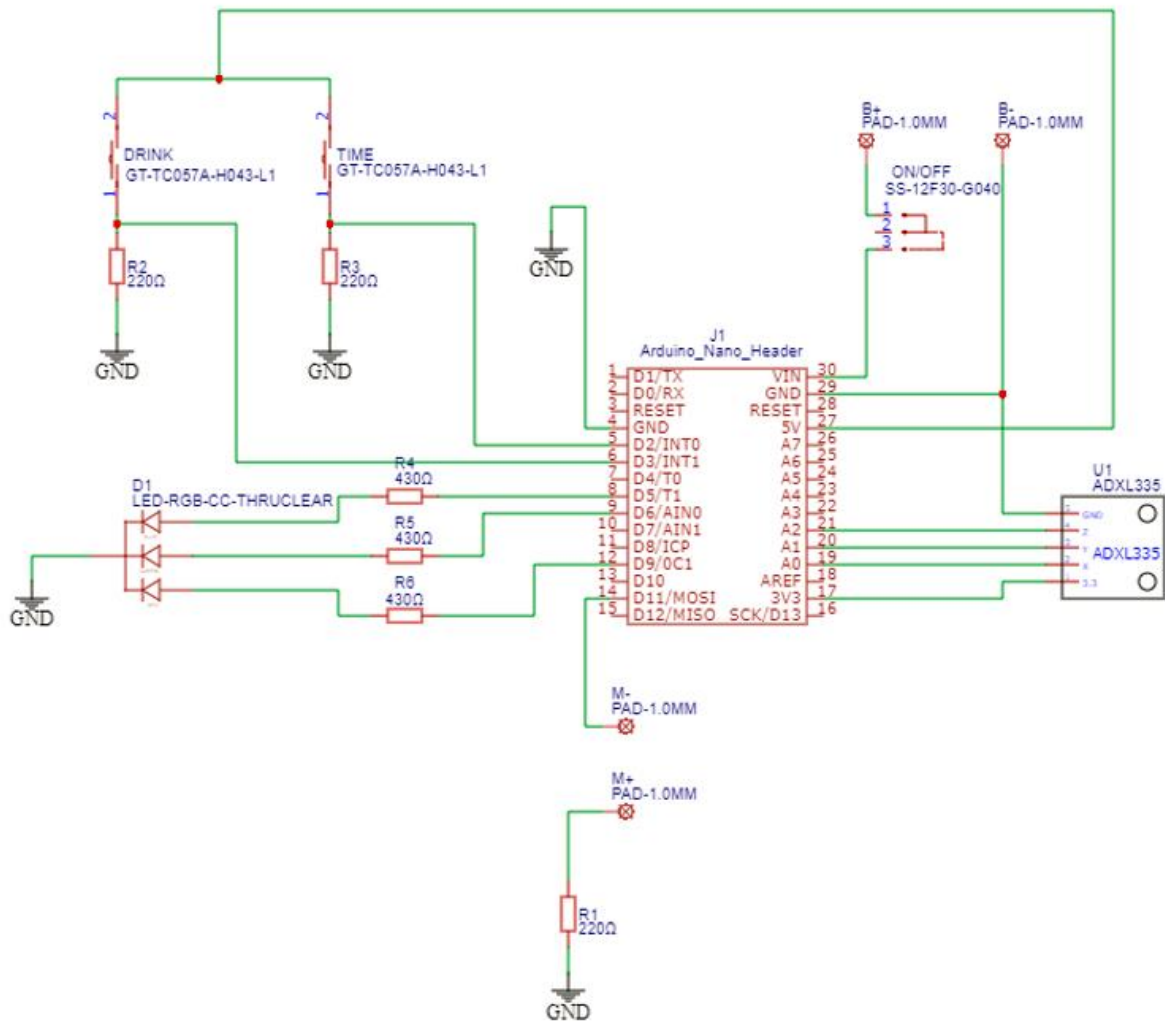 B+
PAD-1.0MM
B-
PAD-1.0MM
2
DRINK
GT-TC057A-H043-L1
1
2
TIME
GT-TC057A-H043-L1
1
ON/OFF
SS-12F30-G040
1
2
3
R2
220Ω
R3
220Ω
GND
GND
GND
J1
Arduino_Nano_Header
1 D1/TX VIN 30
2 D0/RX GND 29
3 RESET RESET 28
4 GND 5V 27
5 D2/INT0 A7 26
6 D3/INT1 A6 25
7 D4/T0 A5 24
8 D5/T1 A4 23
9 D6/AIN0 A3 22
10 D7/AIN1 A2 21
11 D8/ICP A1 20
12 D9/0C1 A0 19
13 D10 AREF 18
14 D11/MOSI 3V3 17
15 D12/MISO SCK/D13 16
R4
430Ω
D1
LED-RGB-CC-THRUCLEAR
R5
430Ω
R6
430Ω
GND
U1
ADXL335
5 GND
4 Z
3 Y
ADXL335
2 X
1 3.3
M-
PAD-1.0MM
M+
PAD-1.0MM
R1
220Ω
GND